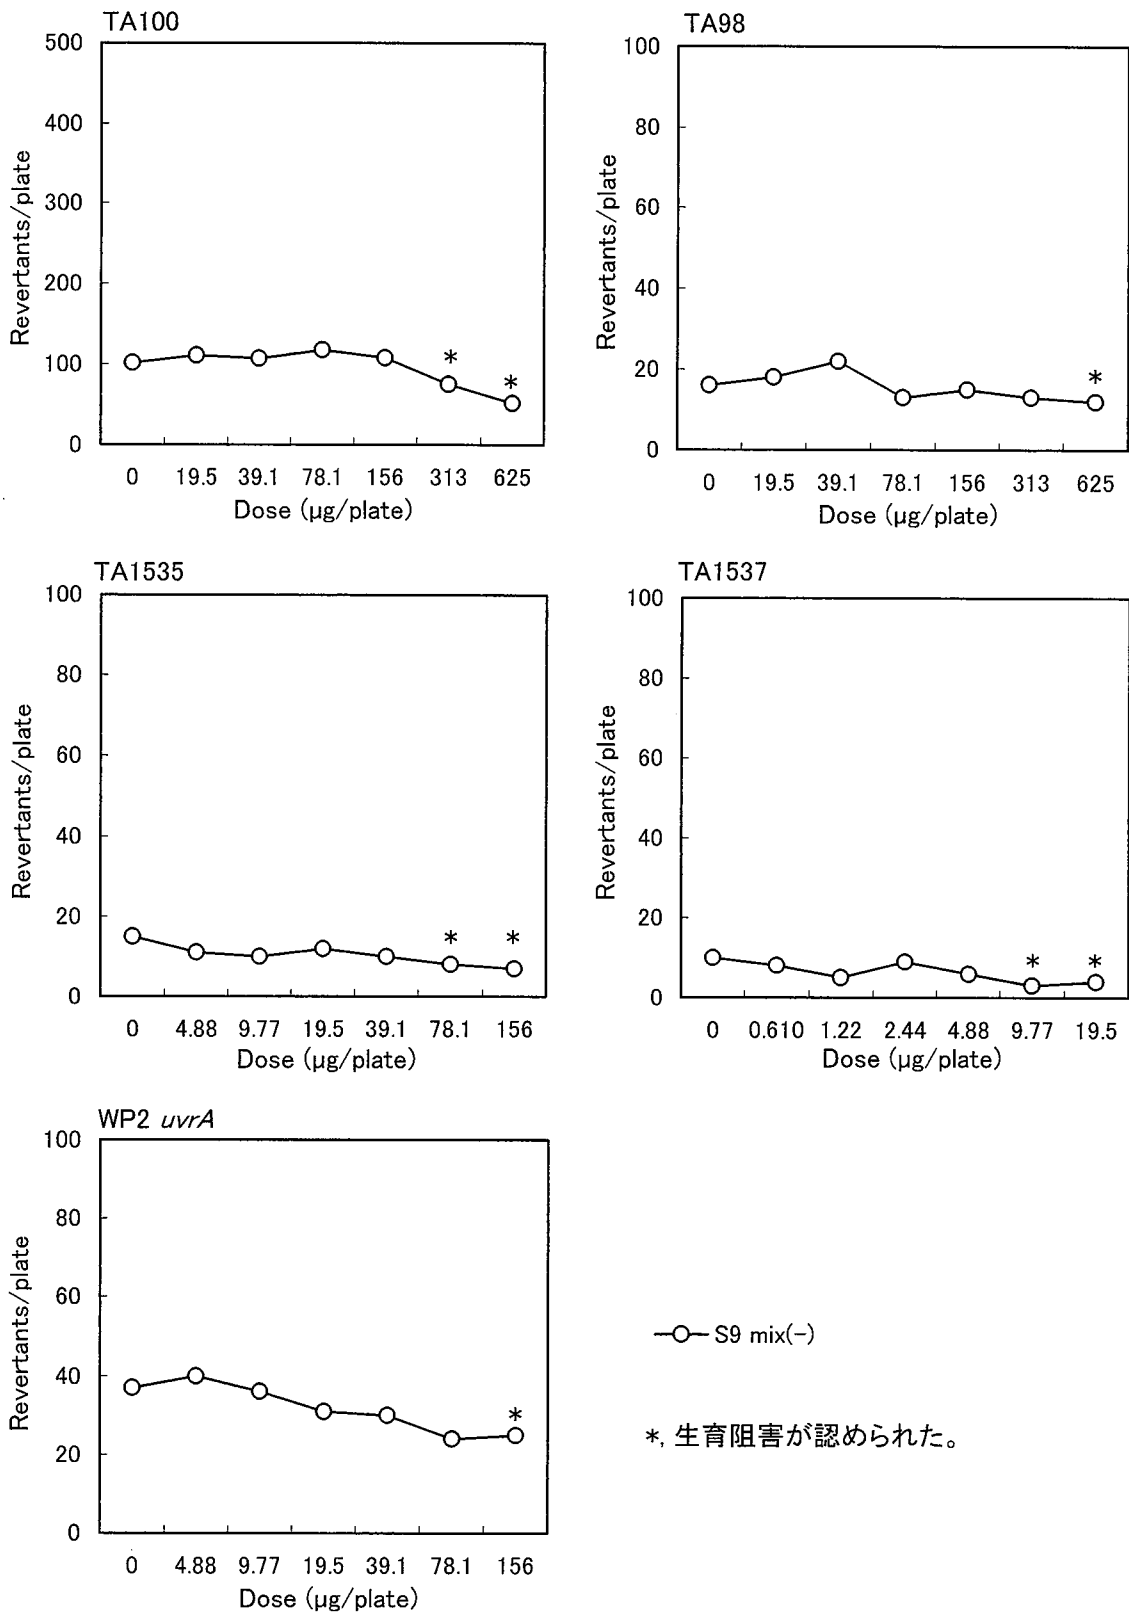 TA100
500
400
300
200
100
0
Revertants/plate
*
*
0 19.5 39.1 78.1 156 313 625
Dose (μg/plate)
TA98
100
80
60
40
20
0
Revertants/plate
*
0 19.5 39.1 78.1 156 313 625
Dose (μg/plate)
TA1535
100
80
60
40
20
0
Revertants/plate
* *
0 4.88 9.77 19.5 39.1 78.1 156
Dose (μg/plate)
TA1537
100
80
60
40
20
0
Revertants/plate
* *
0 0.610 1.22 2.44 4.88 9.77 19.5
Dose (μg/plate)
WP2 uvrA
100
80
60
40
20
0
Revertants/plate
*
0 4.88 9.77 19.5 39.1 78.1 156
Dose (μg/plate)
S9 mix(-)
*, 生育阻害が認められた。